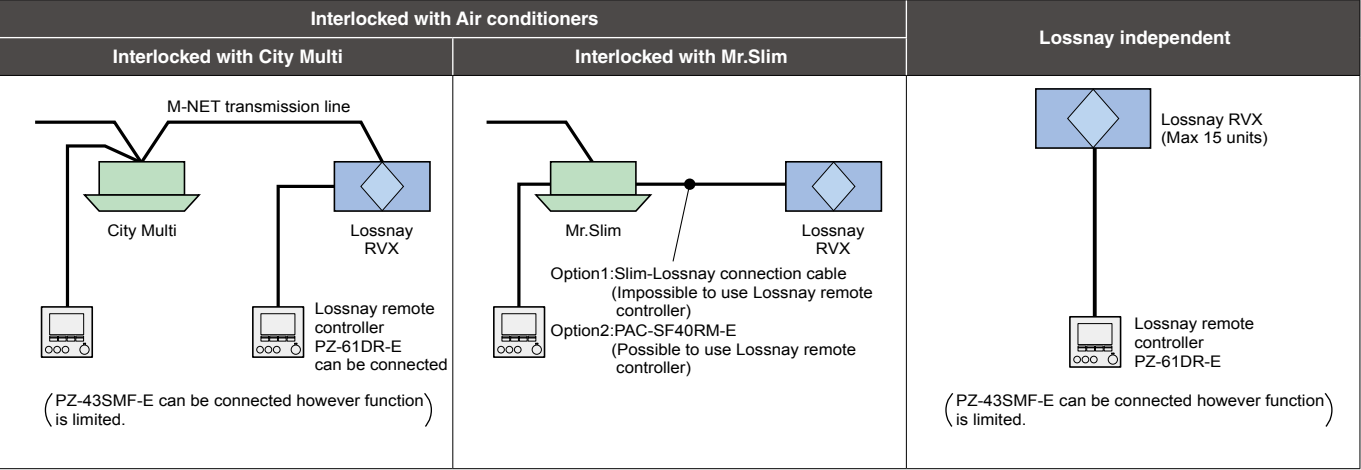 Interlocked with Air conditioners
Interlocked with City Multi
Interlocked with Mr.Slim
Lossnay independent
M-NET transmission line
City Multi
Lossnay
RVX
Lossnay remote
controller
PZ-61DR-E
can be connected
(PZ-43SMF-E can be connected however function
is limited.)
Mr.Slim
Lossnay
RVX
Option1:Slim-Lossnay connection cable
(Impossible to use Lossnay remote
controller)
Option2:PAC-SF40RM-E
(Possible to use Lossnay remote
controller)
Lossnay RVX
(Max 15 units)
Lossnay remote
controller
PZ-61DR-E
(PZ-43SMF-E can be connected however function
is limited.)